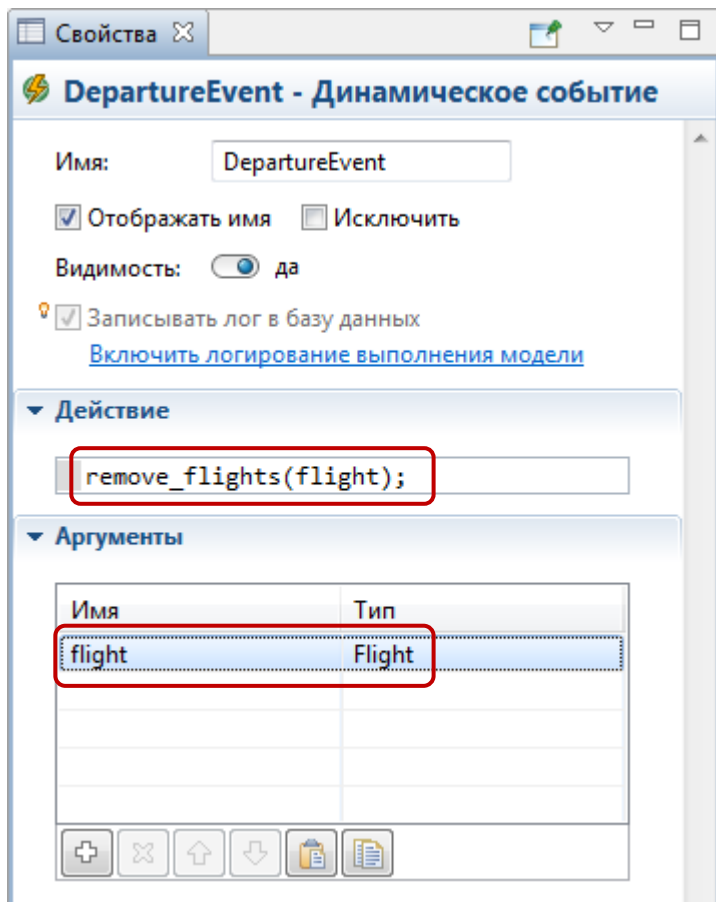 Свойства
DepartureEvent - Динамическое событие
Имя: DepartureEvent
Отображать имя Исключить
Видимость: да
Записывать лог в базу данных
Включить логирование выполнения модели
Действие
remove_flights(flight);
Аргументы
Имя Тип
flight Flight